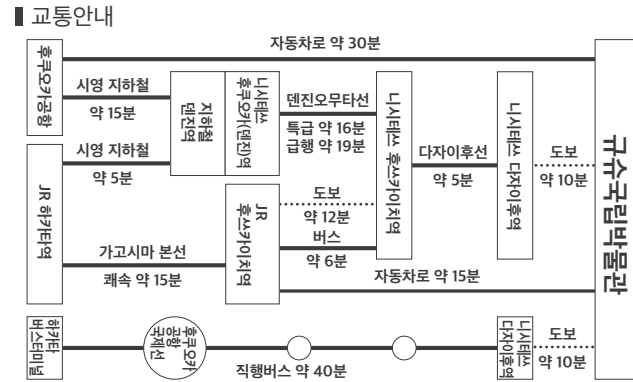 교통안내
자동차로 약 30분
후쿠오카공항
시영 지하철
약 15분
지하철
덴진역
니시테쓰
후쿠오카(덴진)역
덴진오무타선
특급 약 16분
급행 약 19분
니시테쓰 후쓰카이치역
다자이후선
약 5분
니시테쓰 다자이후역
도보
약 10분
규슈국립박물관
JR 하카타역
시영 지하철
약 5분
가고시마 본선
쾌속 약 15분
JR
후쓰카이치역
도보
약 12분
버스
약 6분
자동차로 약 15분
하카타
버스터미널
후쿠오카
공항
국제선
직행버스 약 40분
니시테쓰
다자이후역
도보
약 10분